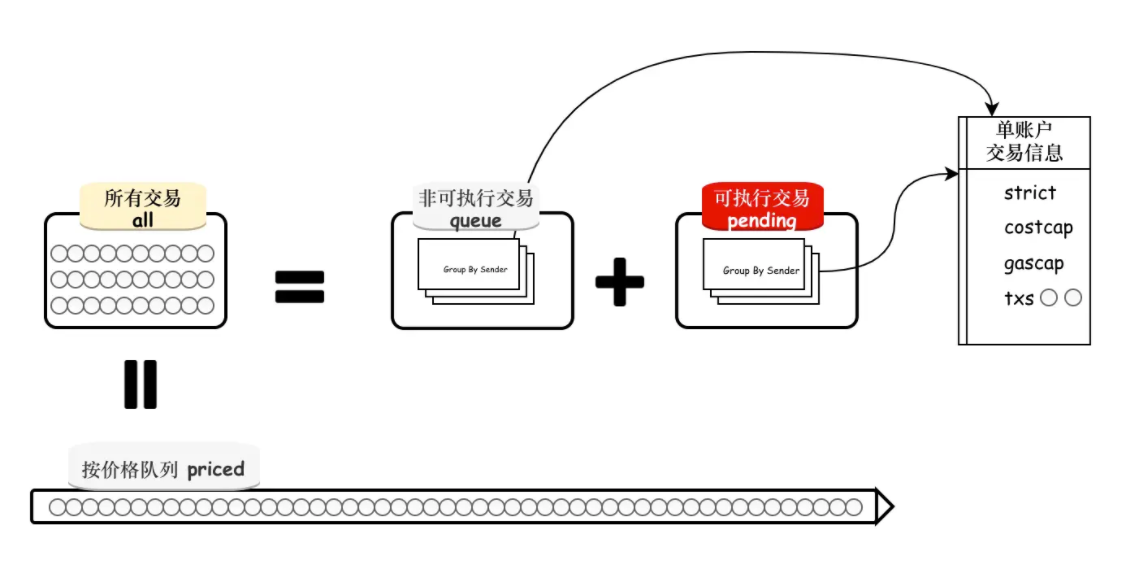 单账户
交易信息
所有交易
all
非可执行交易
queue
可执行交易
pending
strict
costcap
gascap
txs
Group By Sender
Group By Sender
按价格队列 priced